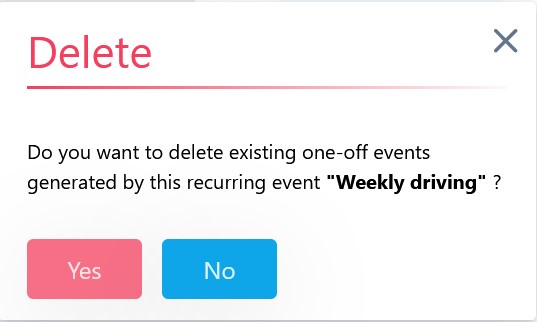 Delete
Do you want to delete existing one-off events
generated by this recurring event "Weekly driving" ?
Yes No